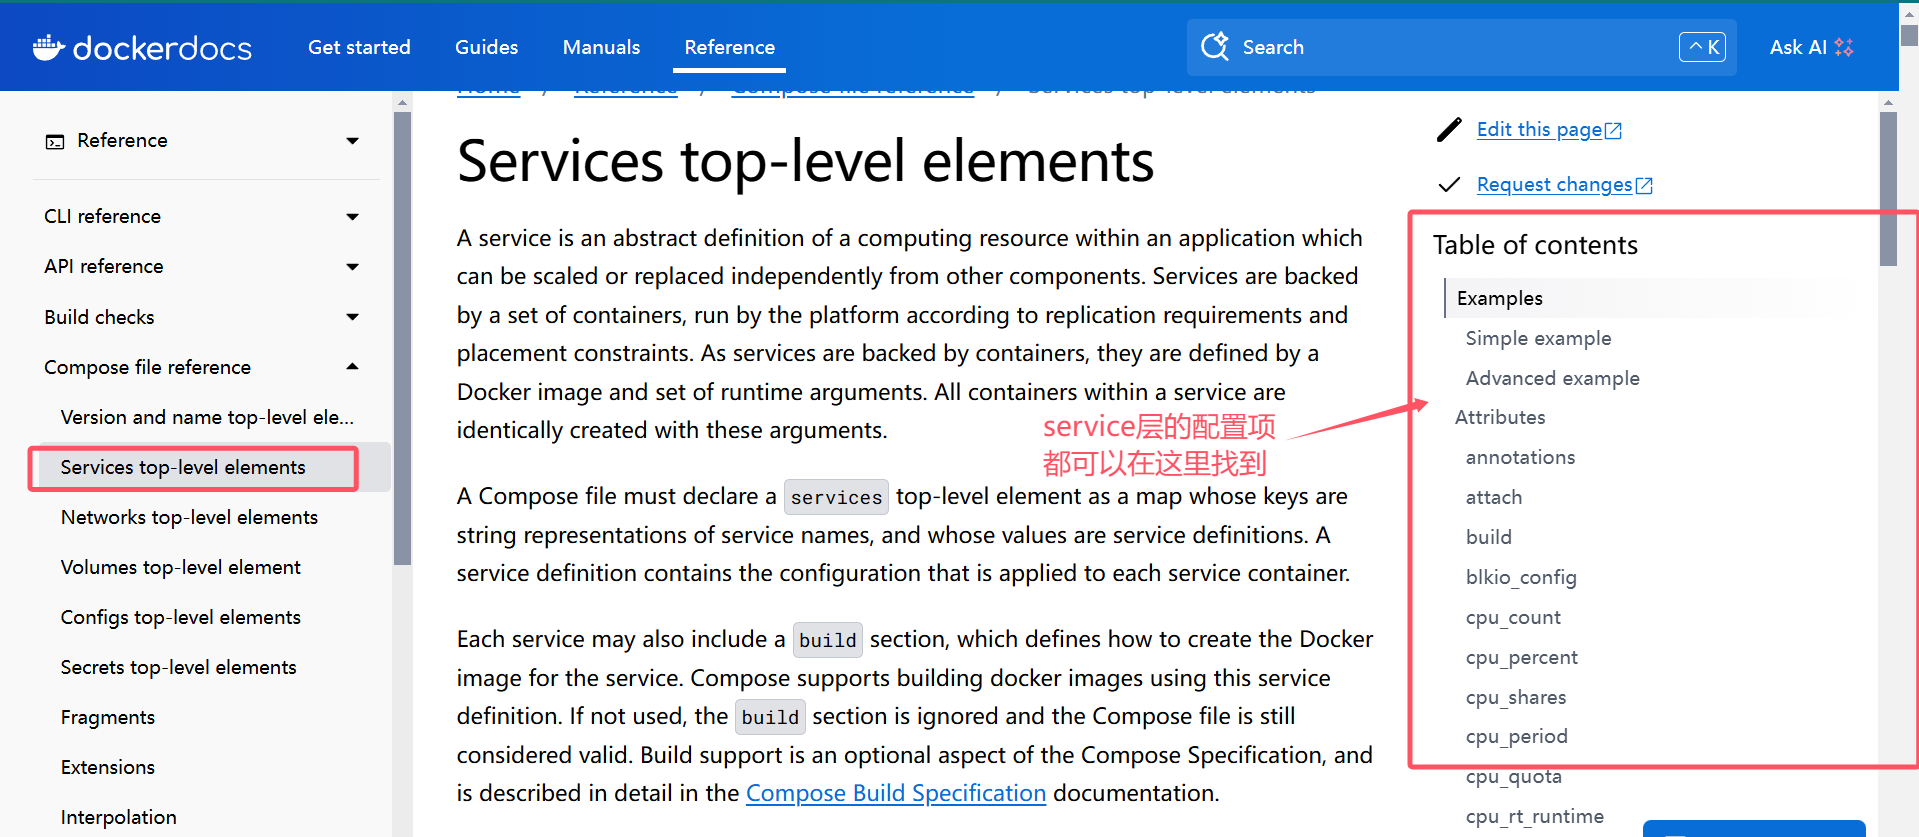 dockerdocs
Get started
Guides
Manuals
Reference
Search
^ K
Ask AI
Home / Reference / Compose file reference / Services top-level elements
Reference
CLI reference
API reference
Build checks
Compose file reference
Version and name top-level ele...
Services top-level elements
Networks top-level elements
Volumes top-level element
Configs top-level elements
Secrets top-level elements
Fragments
Extensions
Interpolation
Services top-level elements
A service is an abstract definition of a computing resource within an application which
can be scaled or replaced independently from other components. Services are backed
by a set of containers, run by the platform according to replication requirements and
placement constraints. As services are backed by containers, they are defined by a
Docker image and set of runtime arguments. All containers within a service are
identically created with these arguments.
service层的配置项
都可以在这里找到
A Compose file must declare a services top-level element as a map whose keys are
string representations of service names, and whose values are service definitions. A
service definition contains the configuration that is applied to each service container.
Each service may also include a build section, which defines how to create the Docker
image for the service. Compose supports building docker images using this service
definition. If not used, the build section is ignored and the Compose file is still
considered valid. Build support is an optional aspect of the Compose Specification, and
is described in detail in the Compose Build Specification documentation.
Edit this page
Request changes
Table of contents
Examples
Simple example
Advanced example
Attributes
annotations
attach
build
blkio_config
cpu_count
cpu_percent
cpu_shares
cpu_period
cpu_quota
cpu_rt_runtime